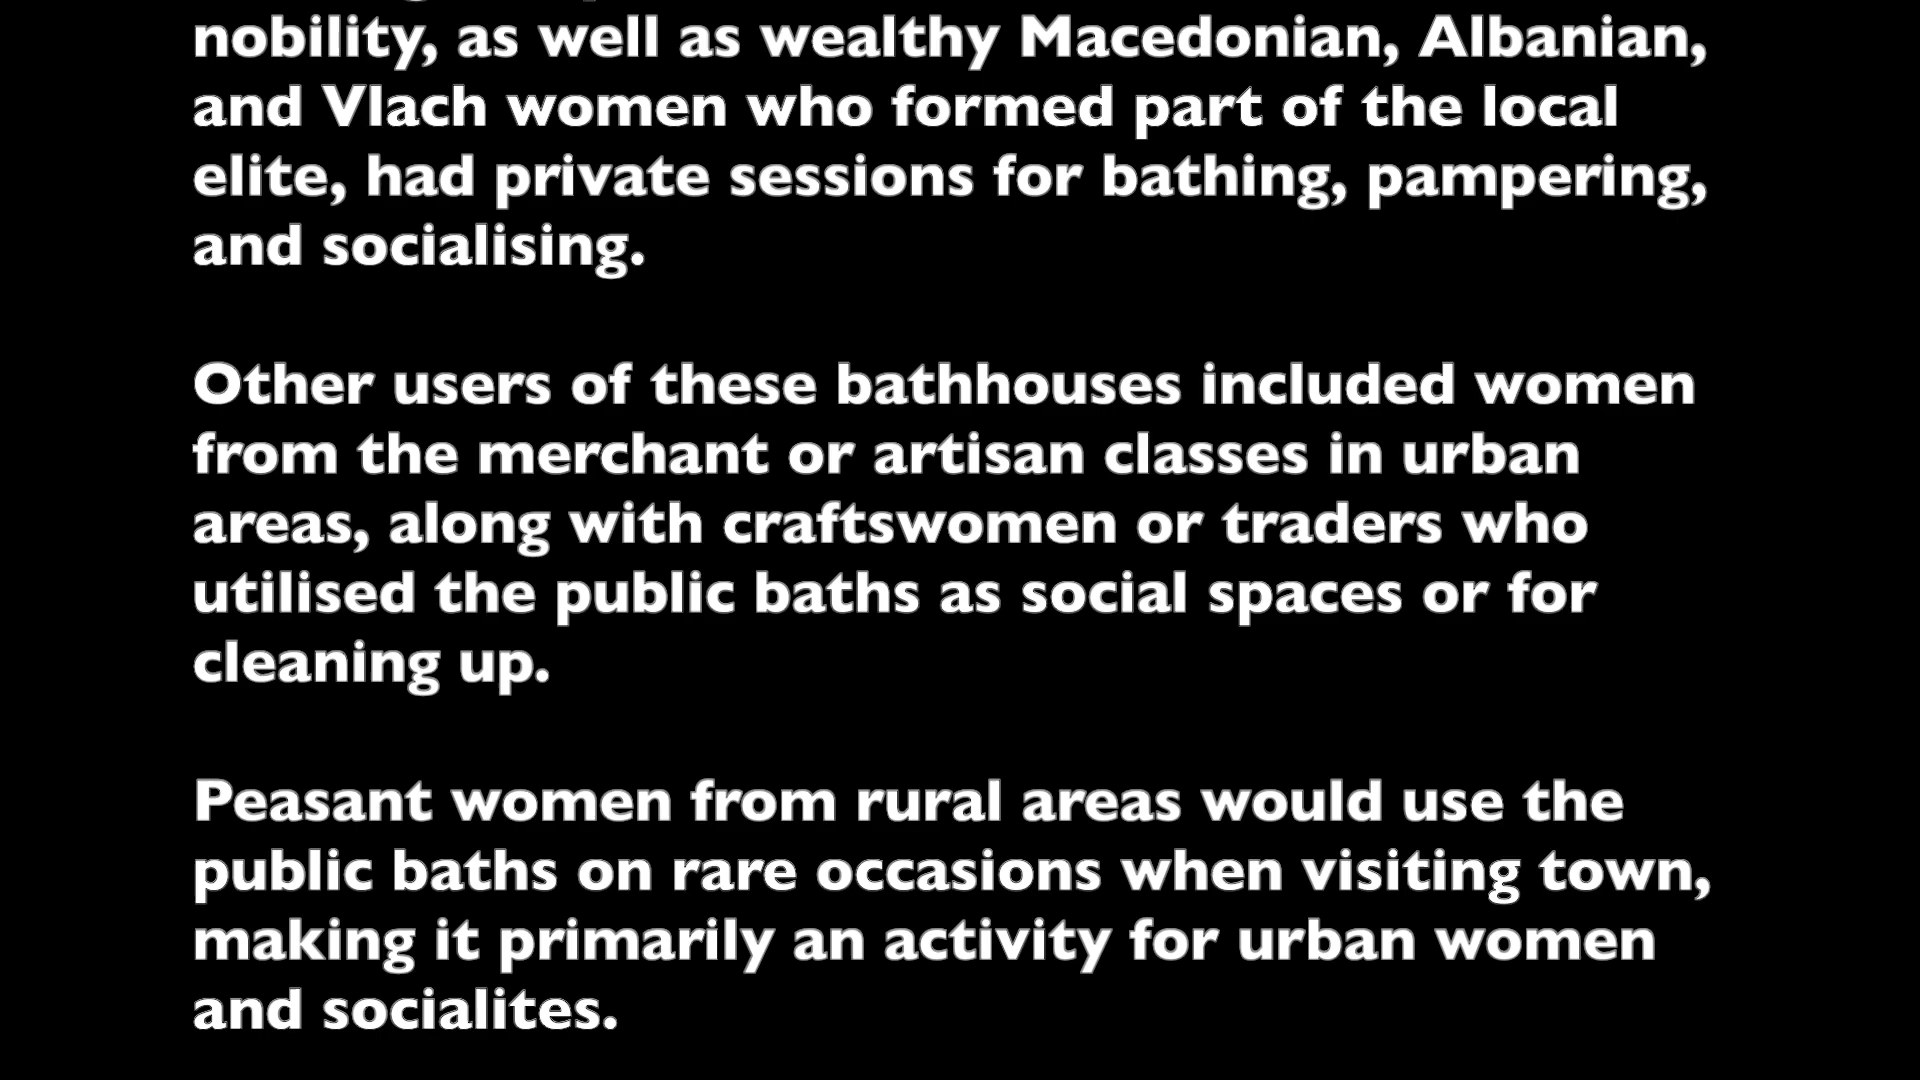 nobility, as well as wealthy Macedonian, Albanian,
and Vlach women who formed part of the local
elite, had private sessions for bathing, pampering,
and socialising.
Other users of these bathhouses included women
from the merchant or artisan classes in urban
areas, along with craftswomen or traders who
utilised the public baths as social spaces or for
cleaning up.
Peasant women from rural areas would use the
public baths on rare occasions when visiting town,
making it primarily an activity for urban women
and socialites.